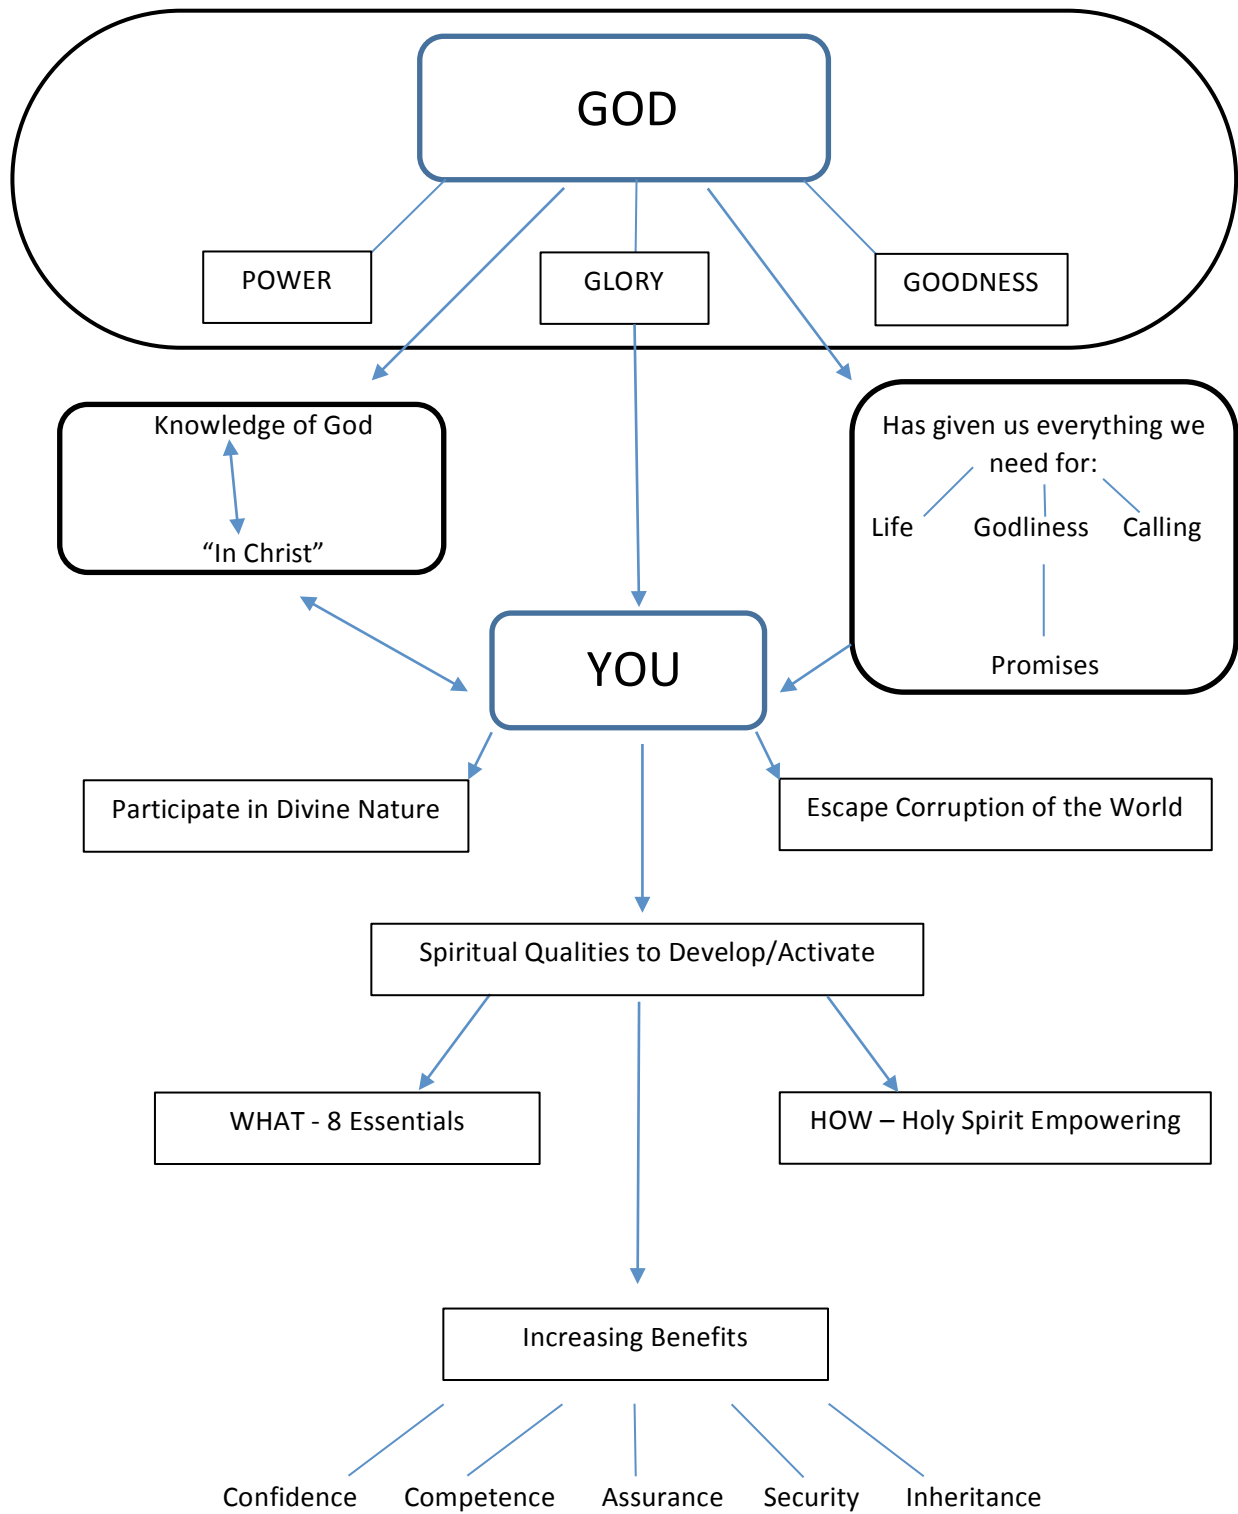 GOD
POWER
GLORY
GOODNESS
Knowledge of God
“In Christ”
Has given us everything we
need for:
Life
Godliness
Calling
Promises
YOU
Participate in Divine Nature
Escape Corruption of the World
Spiritual Qualities to Develop/Activate
WHAT - 8 Essentials
HOW – Holy Spirit Empowering
Increasing Benefits
Confidence
Competence
Assurance
Security
Inheritance